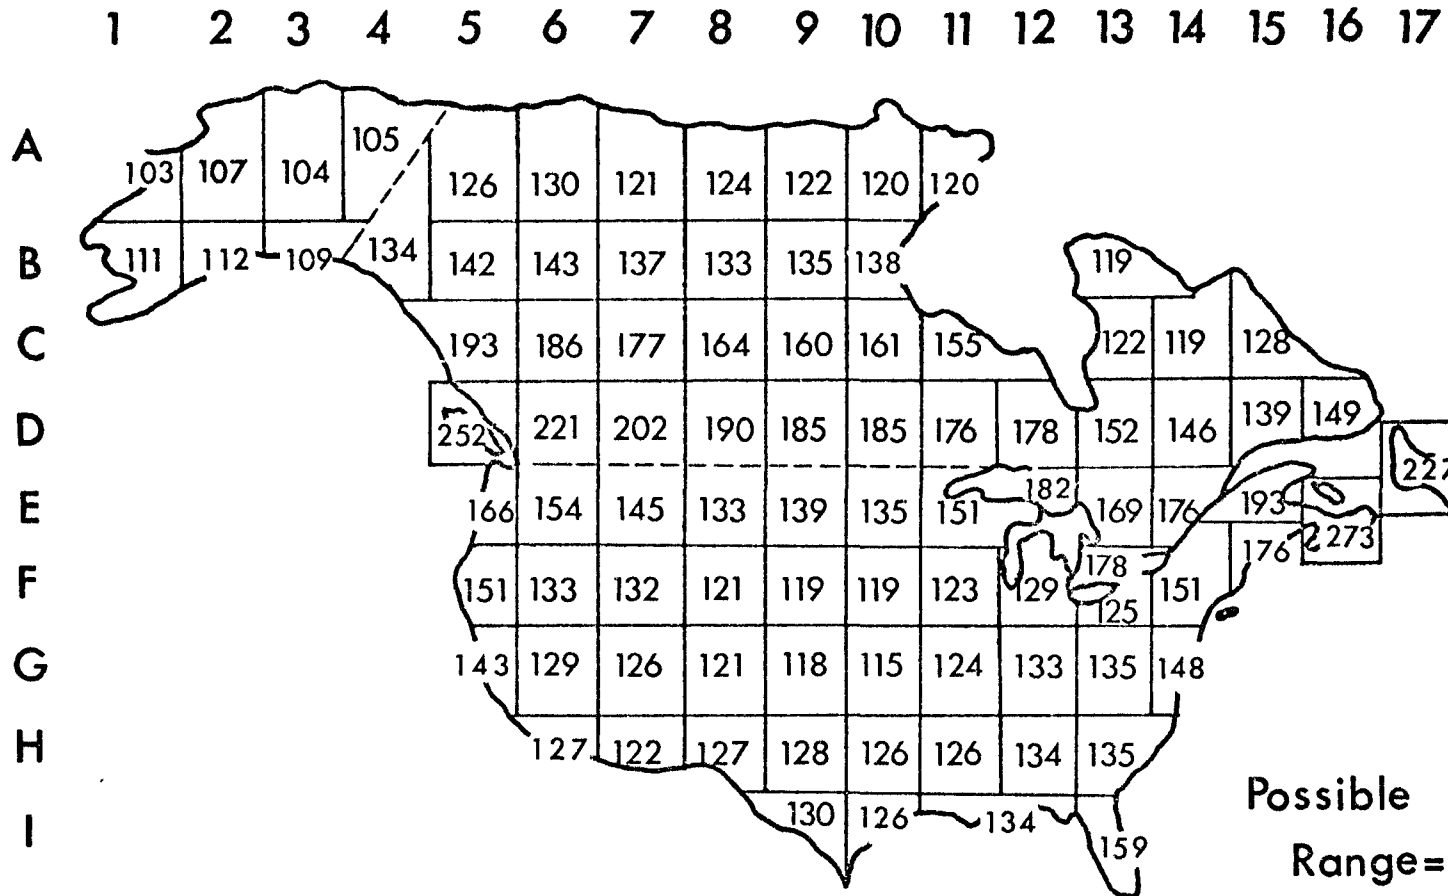 1 2 3 4 5 6 7 8 9 10 11 12 13 14 15 16 17
A 103 107 104 105 126 130 121 124 122 120 120
B 111 112 109 134 142 143 137 133 135 138 119
C 193 186 177 164 160 161 155 122 119 128
D 252 221 202 190 185 185 176 178 152 146 139 149
227
E 166 154 145 133 139 135 151 182 169 176 193
273
F 151 133 132 121 119 119 123 129 178 125 151 176
G 143 129 126 121 118 115 124 133 135 148
H 127 122 127 128 126 126 134 135
I 130 126 134 159
Possible
Range=